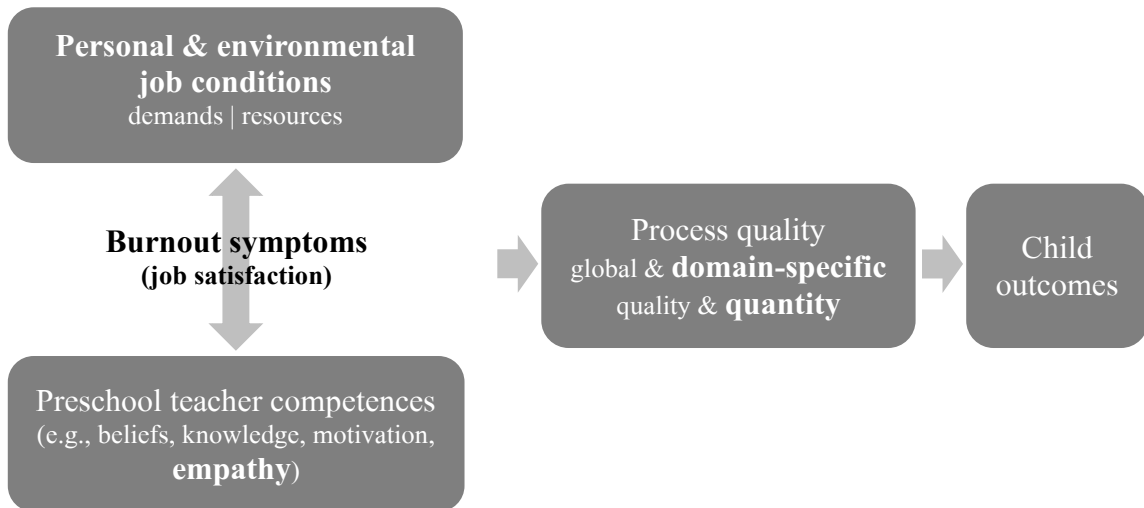 Personal & environmental
job conditions
demands | resources
Burnout symptoms
(job satisfaction)
Preschool teacher competences
(e.g., beliefs, knowledge, motivation,
empathy)
Process quality
global & domain-specific
quality & quantity
Child
outcomes